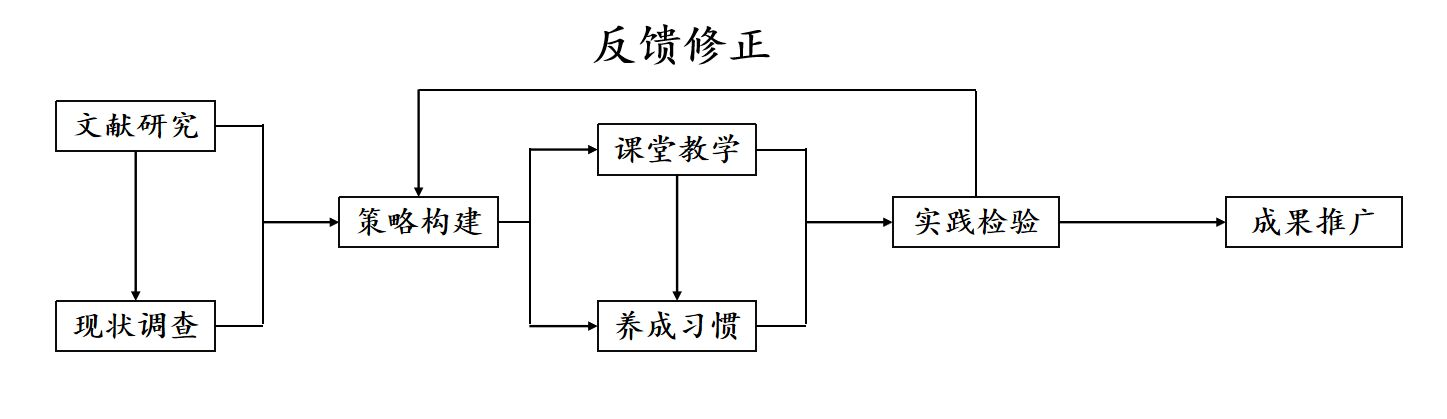 反馈修正
文献研究
课堂教学
策略构建
实践检验
成果推广
现状调查
养成习惯